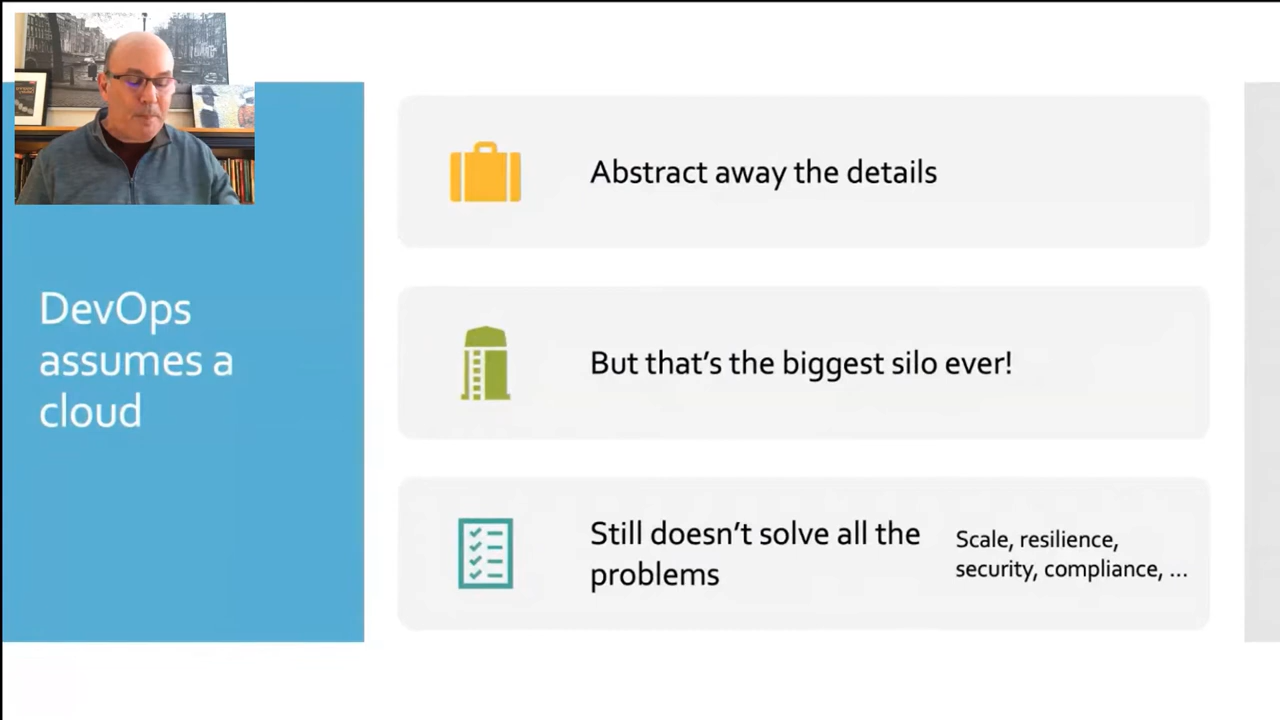 DevOps
assumes a
cloud
Abstract away the details
But that’s the biggest silo ever!
Still doesn’t solve all the
problems
Scale, resilience,
security, compliance, ...